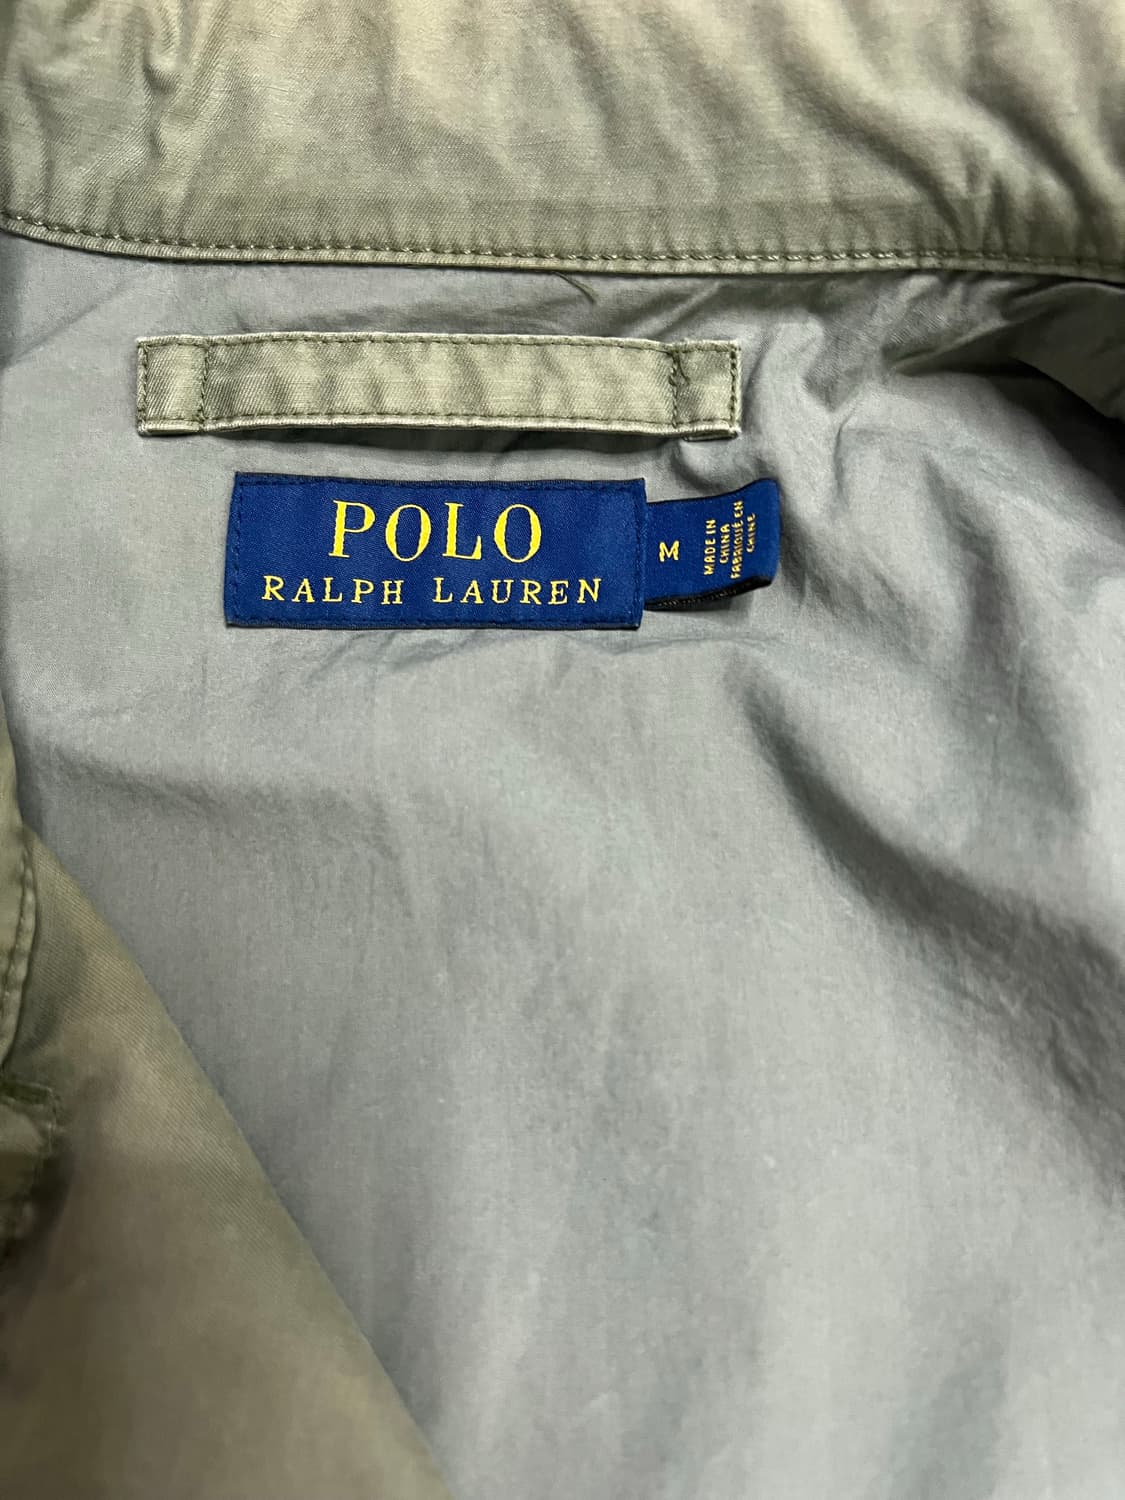 POLO
RALPH LAUREN
M
MADE IN
CHINA
FABRIQUÉ EN
CHINE